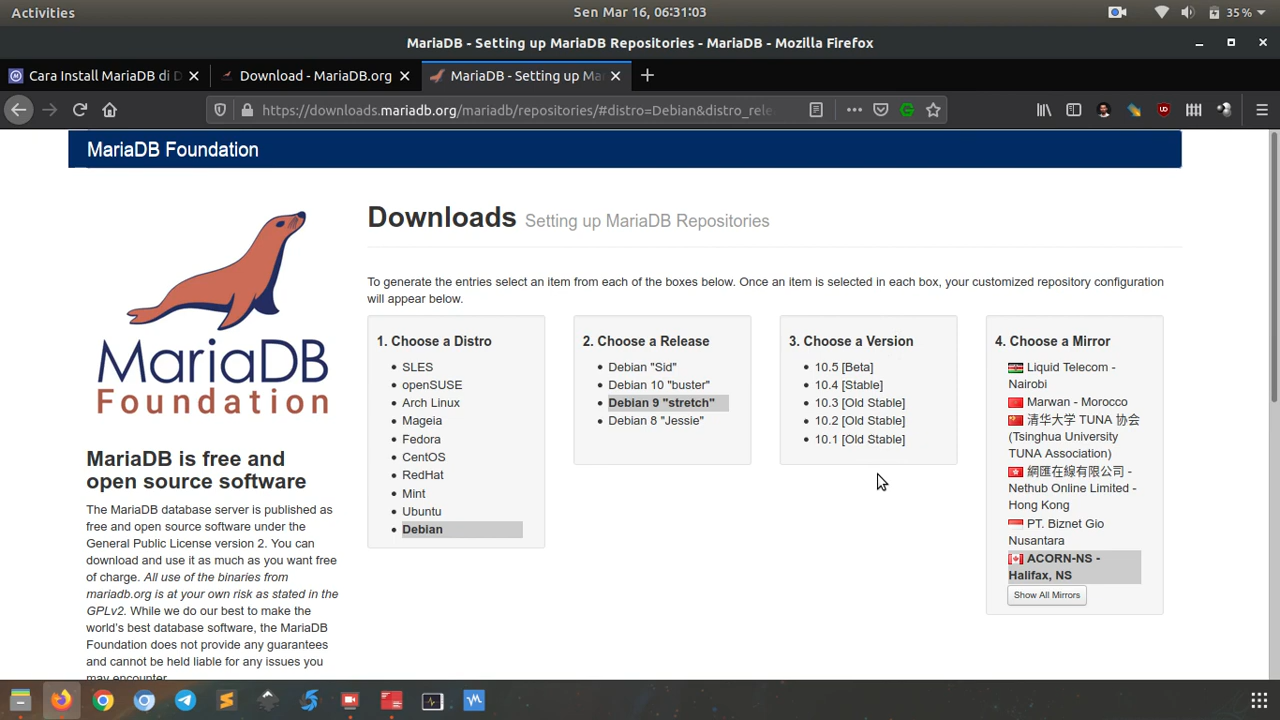 Activities
Sen Mar 16, 06:31:03
35 %
MariaDB - Setting up MariaDB Repositories - MariaDB - Mozilla Firefox
Cara Install MariaDB di D
Download - MariaDB.org
MariaDB - Setting up Mar
https://downloads.mariadb.org/mariadb/repositories/#distro=Debian&distro_rele
MariaDB Foundation
MariaDB
Foundation
MariaDB is free and
open source software
The MariaDB database server is published as
free and open source software under the
General Public License version 2. You can
download and use it as much as you want free
of charge. All use of the binaries from
mariadb.org is at your own risk as stated in the
GPLv2. While we do our best to make the
world's best database software, the MariaDB
Foundation does not provide any guarantees
and cannot be held liable for any issues you
may encounter.
Downloads Setting up MariaDB Repositories
To generate the entries select an item from each of the boxes below. Once an item is selected in each box, your customized repository configuration
will appear below.
1. Choose a Distro
SLES
openSUSE
Arch Linux
Mageia
Fedora
CentOS
RedHat
Mint
Ubuntu
Debian
2. Choose a Release
Debian "Sid"
Debian 10 "buster"
Debian 9 "stretch"
Debian 8 "Jessie"
3. Choose a Version
10.5 [Beta]
10.4 [Stable]
10.3 [Old Stable]
10.2 [Old Stable]
10.1 [Old Stable]
4. Choose a Mirror
Liquid Telecom -
Nairobi
Marwan - Morocco
清华大学 TUNA 协会
(Tsinghua University
TUNA Association)
網匯在線有限公司 -
Nethub Online Limited -
Hong Kong
PT. Biznet Gio
Nusantara
ACORN-NS -
Halifax, NS
Show All Mirrors